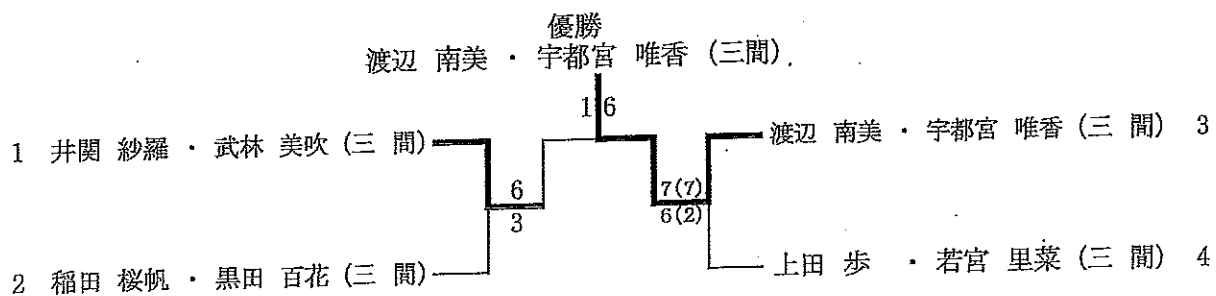 優勝
渡辺 南美 ・ 宇都宮 唯香 (三間)
1 6
1 井関 紗羅 ・ 武林 美吹 (三 間)
渡辺 南美 ・ 宇都宮 唯香 (三 間) 3
6
3
7(7)
6(2)
2 稲田 桜帆 ・ 黒田 百花 (三 間)
上田 歩 ・ 若宮 里菜 (三 間) 4